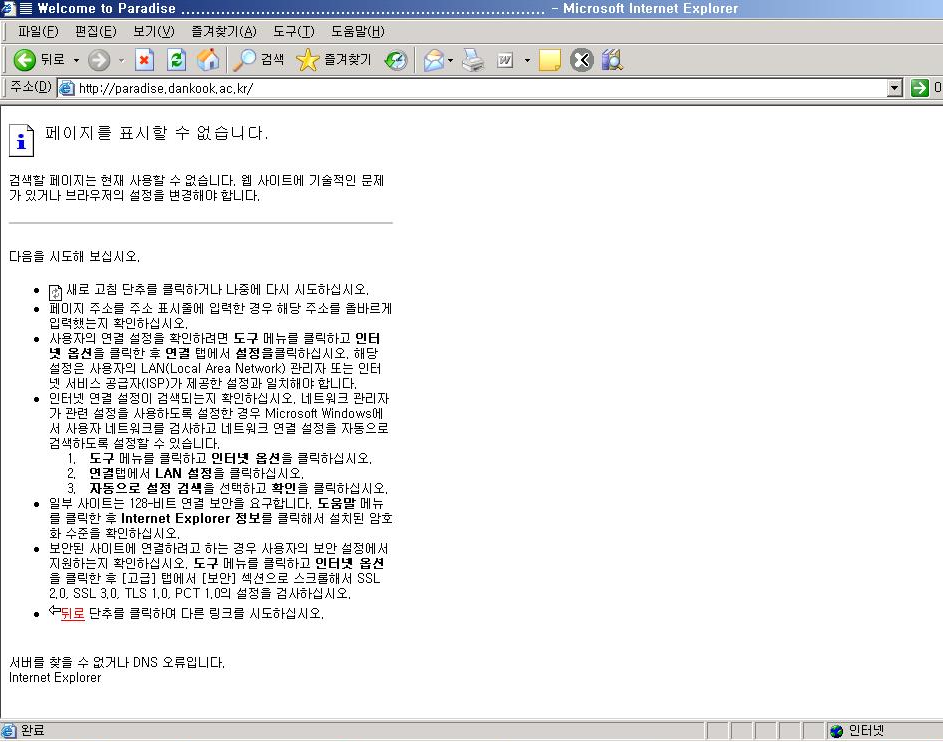 Welcome to Paradise ........................................................................ - Microsoft Internet Explorer
파일(F) 편집(E) 보기(V) 즐겨찾기(A) 도구(T) 도움말(H)
뒤로 검색 즐겨찾기
주소(D) http://paradise.dankook.ac.kr/
페이지를 표시할 수 없습니다.
검색할 페이지는 현재 사용할 수 없습니다. 웹 사이트에 기술적인 문제
가 있거나 브라우저의 설정을 변경해야 합니다.
다음을 시도해 보십시오.
새로 고침 단추를 클릭하거나 나중에 다시 시도하십시오.
페이지 주소를 주소 표시줄에 입력한 경우 해당 주소를 올바르게
입력했는지 확인하십시오.
사용자의 연결 설정을 확인하려면 도구 메뉴를 클릭하고 인터
넷 옵션을 클릭한 후 연결 탭에서 설정을클릭하십시오. 해당
설정은 사용자의 LAN(Local Area Network) 관리자 또는 인터
넷 서비스 공급자(ISP)가 제공한 설정과 일치해야 합니다.
인터넷 연결 설정이 검색되는지 확인하십시오. 네트워크 관리자
가 관련 설정을 사용하도록 설정한 경우 Microsoft Windows에
서 사용자 네트워크를 검사하고 네트워크 연결 설정을 자동으로
검색하도록 설정할 수 있습니다.
1. 도구 메뉴를 클릭하고 인터넷 옵션을 클릭하십시오.
2. 연결탭에서 LAN 설정을 클릭하십시오.
3. 자동으로 설정 검색을 선택하고 확인을 클릭하십시오.
일부 사이트는 128-비트 연결 보안을 요구합니다. 도움말 메뉴
를 클릭한 후 Internet Explorer 정보를 클릭해서 설치된 암호
화 수준을 확인하십시오.
보안된 사이트에 연결하려고 하는 경우 사용자의 보안 설정에서
지원하는지 확인하십시오. 도구 메뉴를 클릭하고 인터넷 옵션
을 클릭한 후 [고급] 탭에서 [보안] 섹션으로 스크롤해서 SSL
2.0, SSL 3.0, TLS 1.0, PCT 1.0의 설정을 검사하십시오.
뒤로 단추를 클릭하여 다른 링크를 시도하십시오.
서버를 찾을 수 없거나 DNS 오류입니다.
Internet Explorer
완료 인터넷